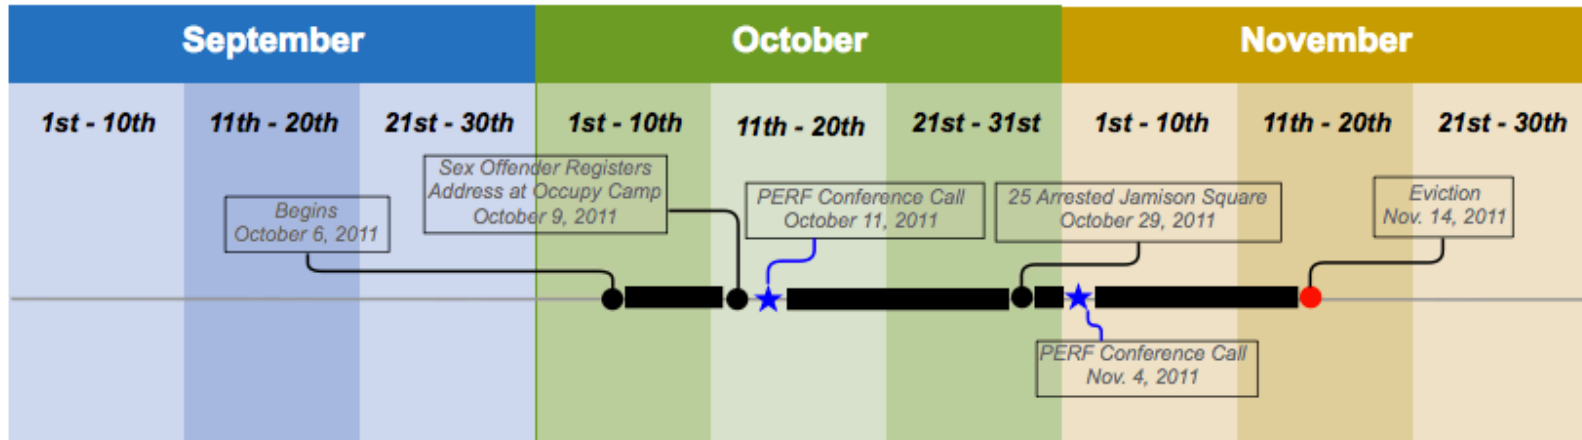 September
October
November
1st - 10th
11th - 20th
21st - 30th
1st - 10th
11th - 20th
21st - 31st
1st - 10th
11th - 20th
21st - 30th
Begins
October 6, 2011
Sex Offender Registers
Address at Occupy Camp
October 9, 2011
PERF Conference Call
October 11, 2011
25 Arrested Jamison Square
October 29, 2011
Eviction
Nov. 14, 2011
PERF Conference Call
Nov. 4, 2011